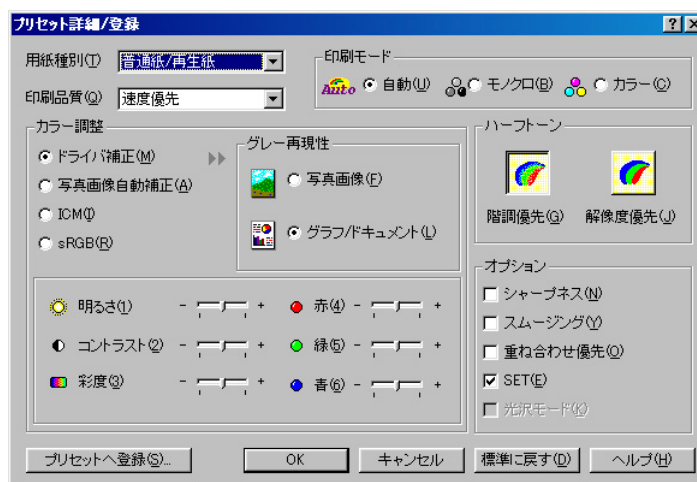 プリセット詳細/登録
用紙種別(T) 普通紙/再生紙
印刷品質(Q) 速度優先
印刷モード
Auto 自動(U) モノクロ(B) カラー(C)
カラー調整
ドライバ補正(M)
写真画像自動補正(A)
ICM(I)
sRGB(R)
グレー再現性
写真画像(F)
グラフ/ドキュメント(L)
ハーフトーン
階調優先(G) 解像度優先(J)
明るさ(1) - + 赤(4) - +
コントラスト(2) - + 緑(5) - +
彩度(3) - + 青(6) - +
オプション
シャープネス(N)
スムージング(Y)
重ね合わせ優先(O)
SET(E)
光沢モード(K)
プリセットへ登録(S)... OK キャンセル 標準に戻す(D) ヘルプ(H)